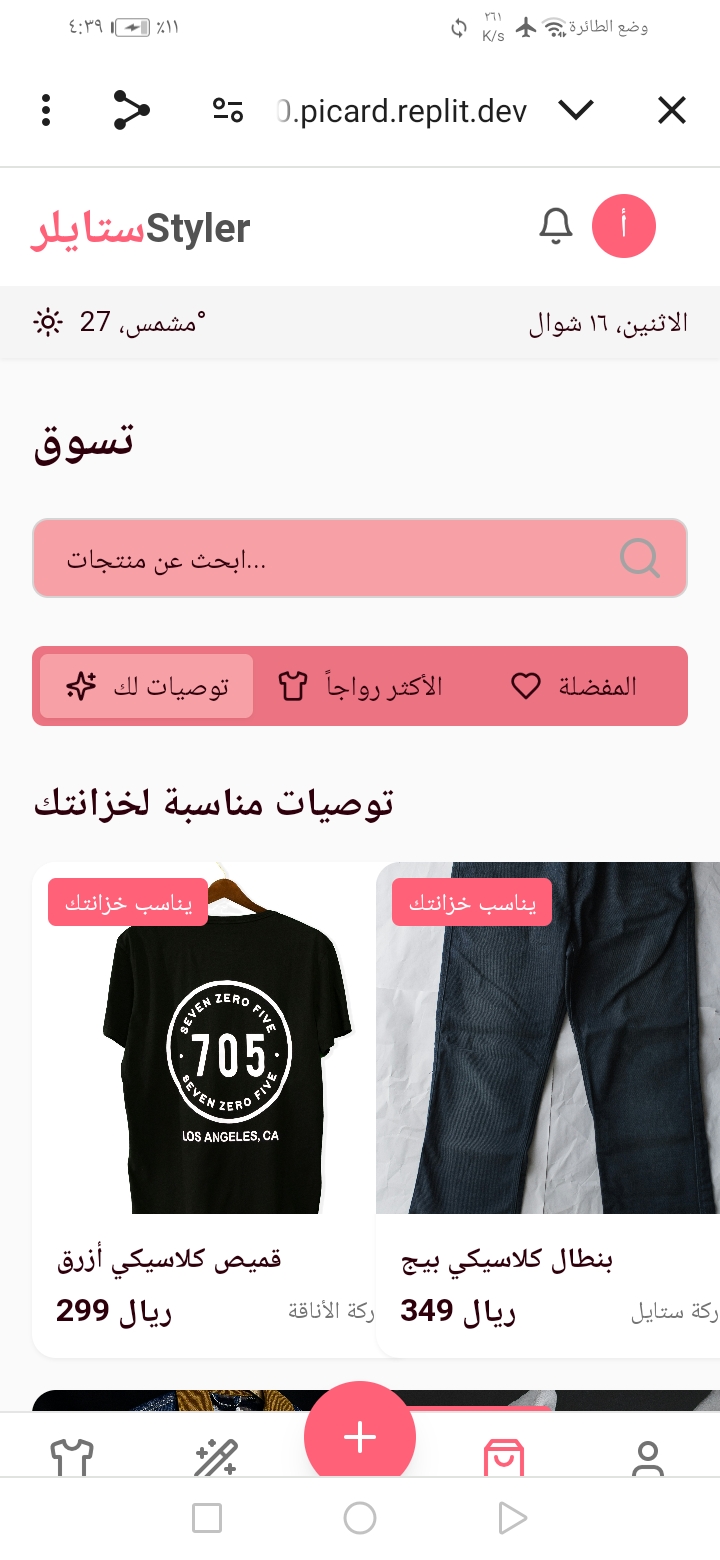 ٤:٣٩ ٪١١ ٢٦١ K/s وضع الطائرة
0.picard.replit.dev
ستايلرStyler أ
الاثنين، ١٦ شوال
مشمس، 27°
تسوق
ابحث عن منتجات...
توصيات لك
الأكثر رواجاً
المفضلة
توصيات مناسبة لخزانتك
يناسب خزانتك
SEVEN ZERO FIVE
705
SEVEN ZERO FIVE
LOS ANGELES, CA
قميص كلاسيكي أزرق
299 ريال
ركة الأناقة
يناسب خزانتك
بنطال كلاسيكي بيج
349 ريال
ركة ستايل